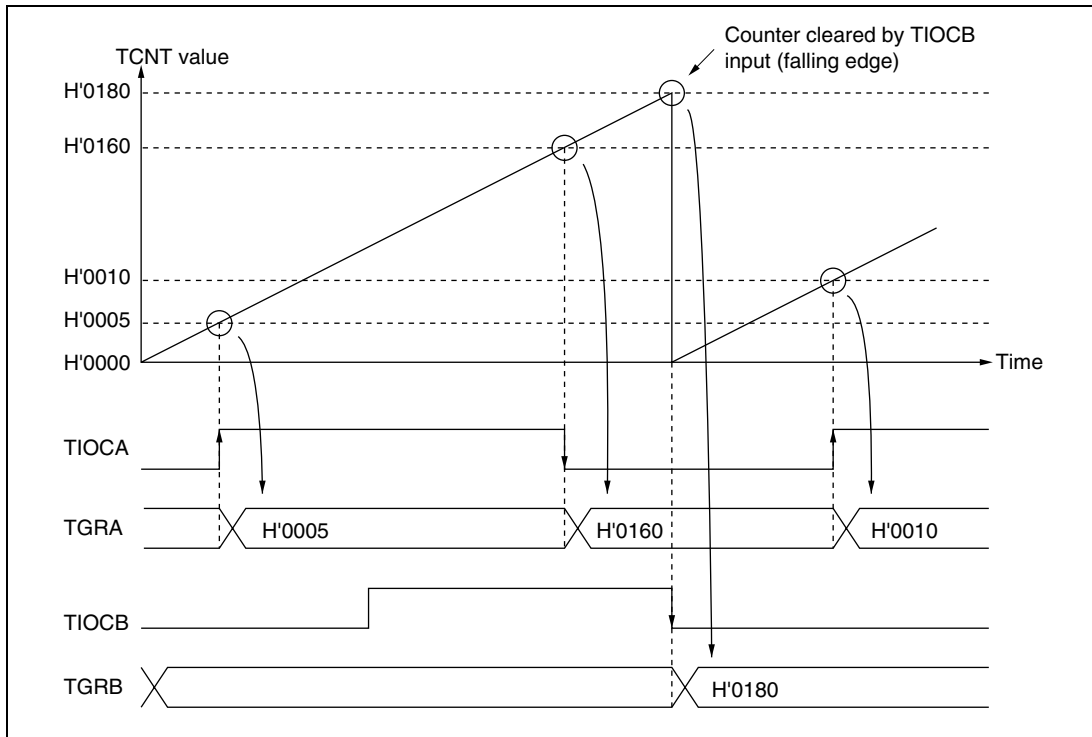 Counter cleared by TIOCB
input (falling edge)
TCNT value
H'0180
H'0160
H'0010
H'0005
H'0000
Time
TIOCA
TGRA
H'0005
H'0160
H'0010
TIOCB
TGRB
H'0180